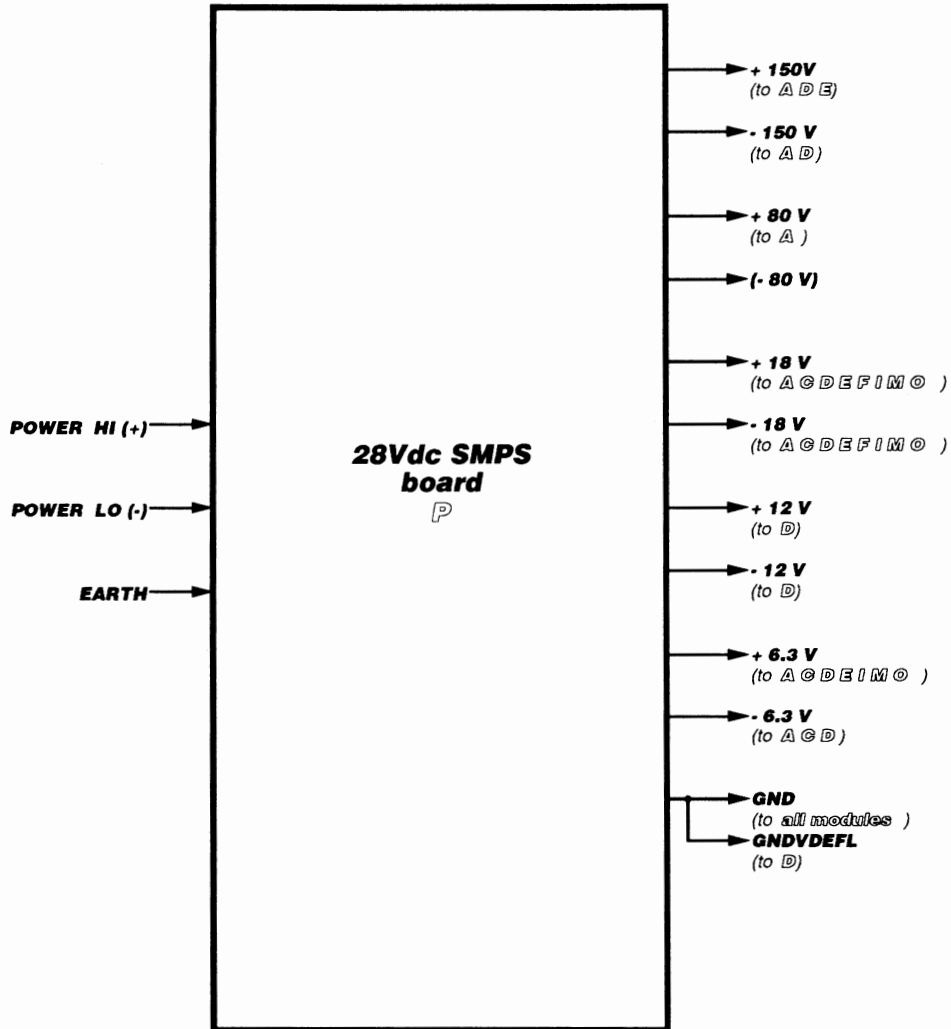 + 150V
(to A D E)
- 150 V
(to A D)
+ 80 V
(to A )
(- 80 V)
+ 18 V
(to A C D E F I M O )
POWER HI (+)
- 18 V
(to A C D E F I M O )
28Vdc SMPS
board
P
POWER LO (-)
+ 12 V
(to D)
EARTH
- 12 V
(to D)
+ 6.3 V
(to A C D E I M O )
- 6.3 V
(to A C D)
GND
(to all modules )
GNDVDEFL
(to D)